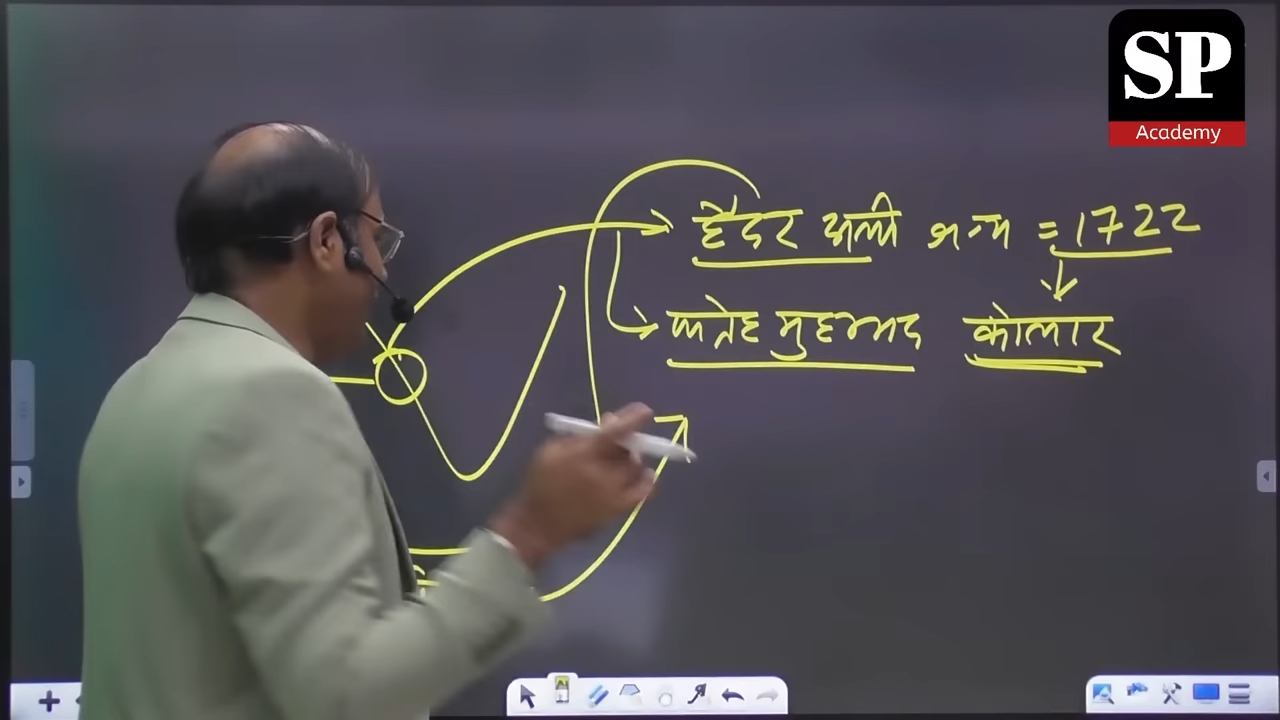 SP
Academy
हैदर अली जन्म = 1722
फतेह मुहम्मद कोलार